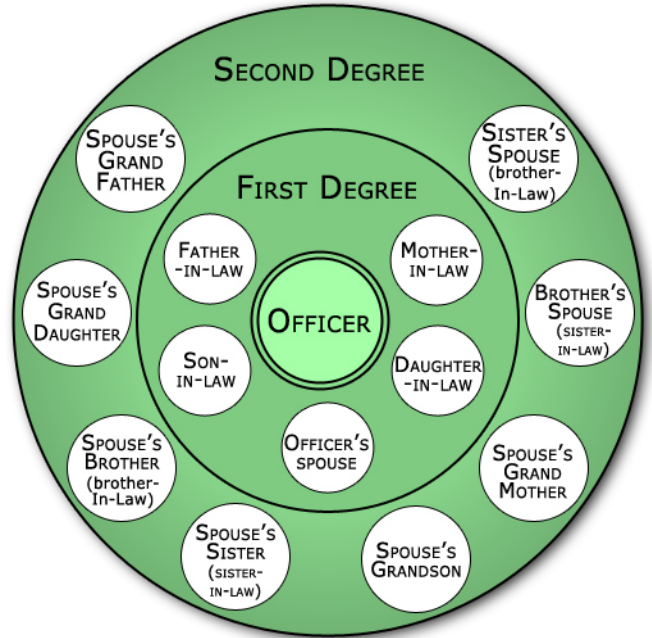 SECOND DEGREE
SPOUSE'S
GRAND
FATHER
SISTER'S
SPOUSE
(brother-
In-Law)
FIRST DEGREE
FATHER
-IN-LAW
MOTHER-
IN-LAW
OFFICER
SPOUSE'S
GRAND
DAUGHTER
BROTHER'S
SPOUSE
(SISTER-
IN-LAW)
SON-
IN-LAW
DAUGHTER
-IN-LAW
OFFICER'S
SPOUSE
SPOUSE'S
BROTHER
(brother-
In-Law)
SPOUSE'S
GRAND
MOTHER
SPOUSE'S
SISTER
(SISTER-
IN-LAW)
SPOUSE'S
GRANDSON